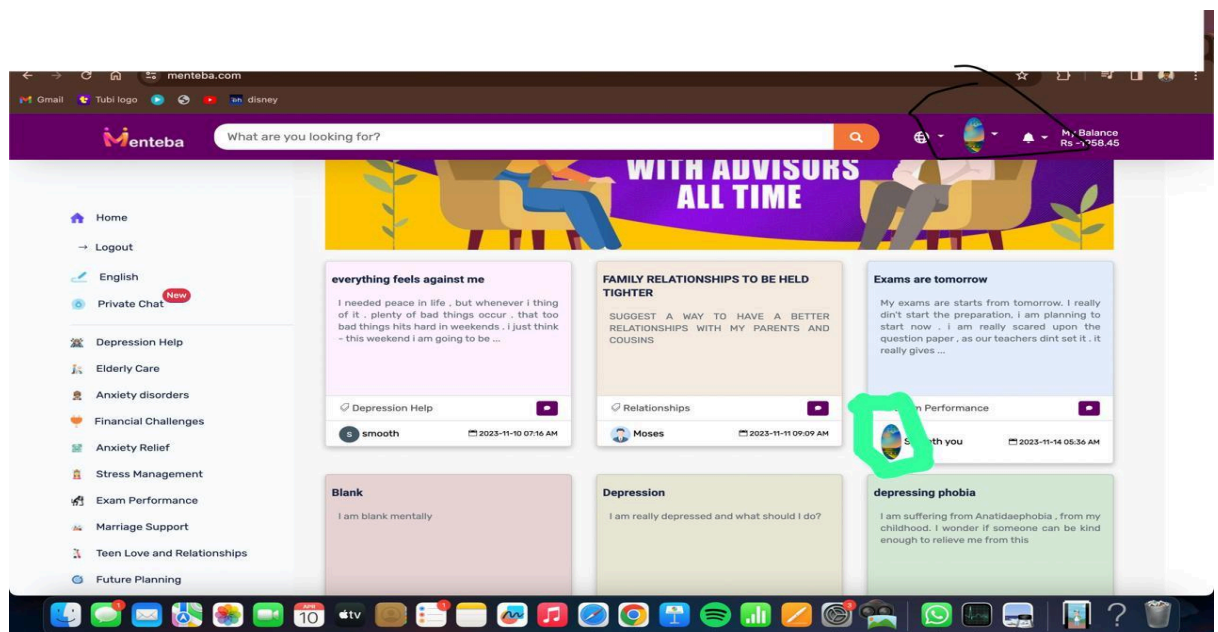 menteba.com
Gmail
Tubi logo
disney
Menteba
What are you looking for?
My Balance
Rs -1258.45
WITH ADVISORS
ALL TIME
Home
Logout
English
Private Chat
New
Depression Help
Elderly Care
Anxiety disorders
Financial Challenges
Anxiety Relief
Stress Management
Exam Performance
Marriage Support
Teen Love and Relationships
Future Planning
everything feels against me
I needed peace in life , but whenever i thing
of it . plenty of bad things occur . that too
bad things hits hard in weekends . i just think
- this weekend i am going to be ...
Depression Help
s smooth
2023-11-10 07:16 AM
FAMILY RELATIONSHIPS TO BE HELD
TIGHTER
SUGGEST A WAY TO HAVE A BETTER
RELATIONSHIPS WITH MY PARENTS AND
COUSINS
Relationships
Moses
2023-11-11 09:09 AM
Exams are tomorrow
My exams are starts from tomorrow. I really
din't start the preparation, i am planning to
start now . i am really scared upon the
question paper , as our teachers dint set it . it
really gives ...
Performance
you
2023-11-14 05:36 AM
Blank
I am blank mentally
Depression
I am really depressed and what should I do?
depressing phobia
I am suffering from Anatidaephobia , from my
childhood. I wonder if someone can be kind
enough to relieve me from this
APR
10
tv